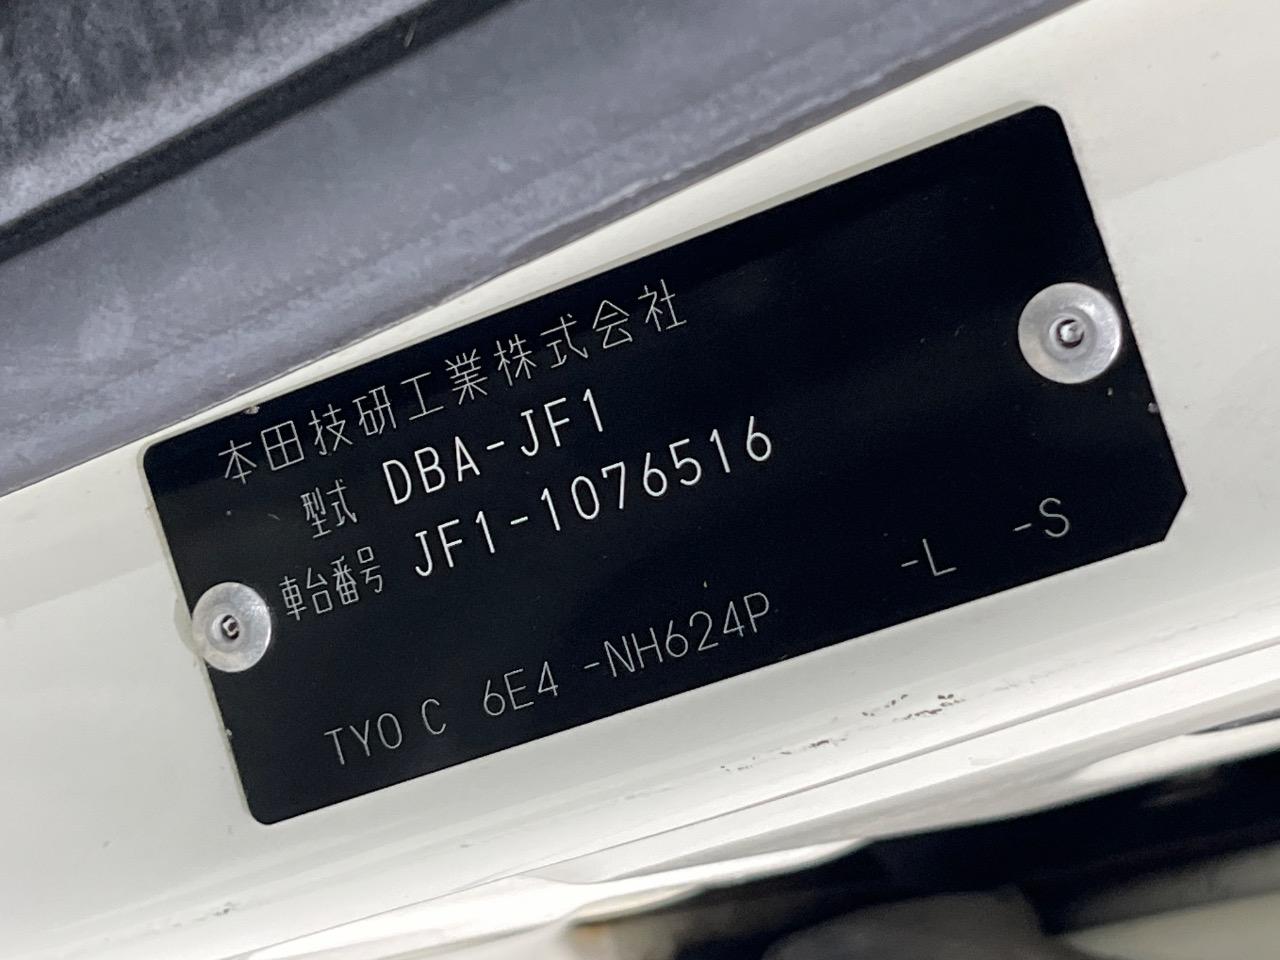 本田技研工業株式会社
型式 DBA-JF1
車台番号 JF1-1076516
TY0 C 6E4 -NH624P -L -S